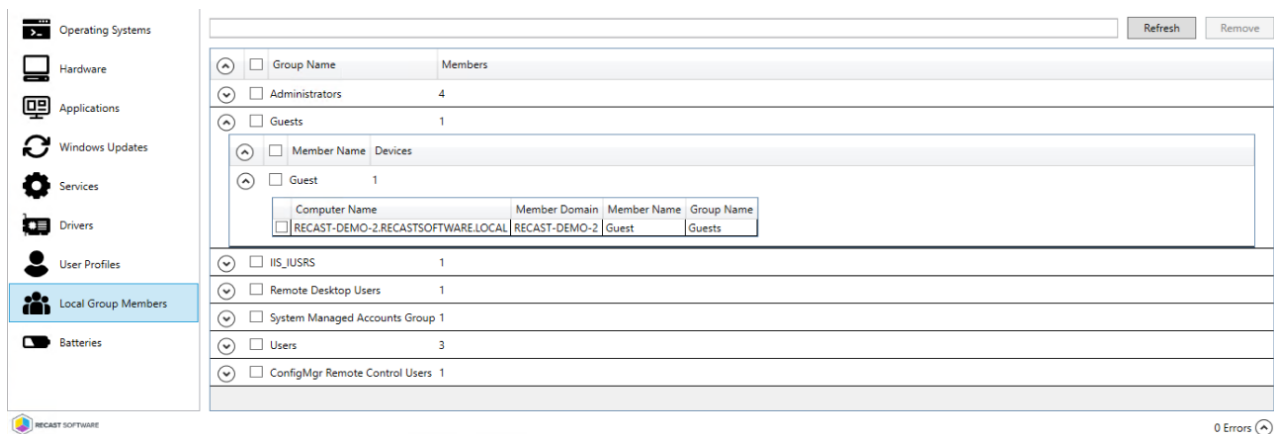 Operating Systems
Hardware
Applications
Windows Updates
Services
Drivers
User Profiles
Local Group Members
Batteries
Refresh Remove
Group Name Members
Administrators 4
Guests 1
Member Name Devices
Guest 1
Computer Name Member Domain Member Name Group Name
RECAST-DEMO-2.RECASTSOFTWARE.LOCAL RECAST-DEMO-2 Guest Guests
IIS_IUSRS 1
Remote Desktop Users 1
System Managed Accounts Group 1
Users 3
ConfigMgr Remote Control Users 1
RECAST SOFTWARE
0 Errors